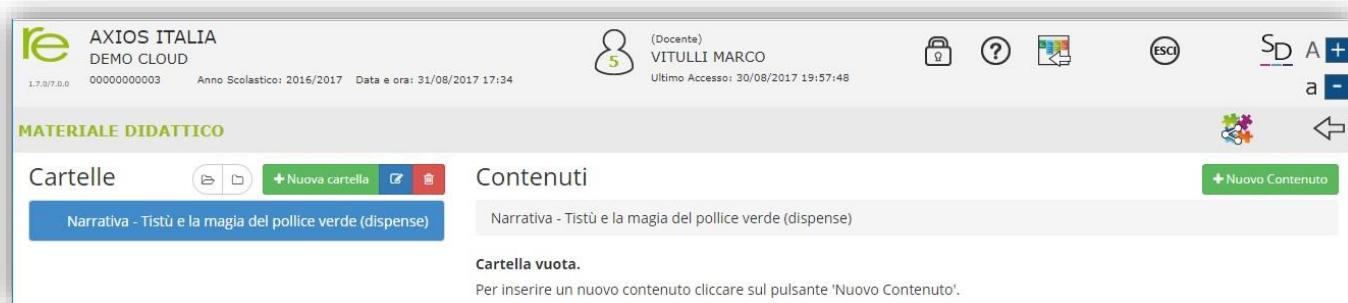 re
1.7.0/7.0.0
AXIOS ITALIA
DEMO CLOUD
00000000003 Anno Scolastico: 2016/2017 Data e ora: 31/08/2017 17:34
5
(Docente)
VITULLI MARCO
Ultimo Accesso: 30/08/2017 19:57:48
?
ESCI
SD
A +
a -
MATERIALE DIDATTICO
Cartelle
+ Nuova cartella
Narrativa - Tistù e la magia del pollice verde (dispense)
Contenuti
+ Nuovo Contenuto
Narrativa - Tistù e la magia del pollice verde (dispense)
Cartella vuota.
Per inserire un nuovo contenuto cliccare sul pulsante 'Nuovo Contenuto'.